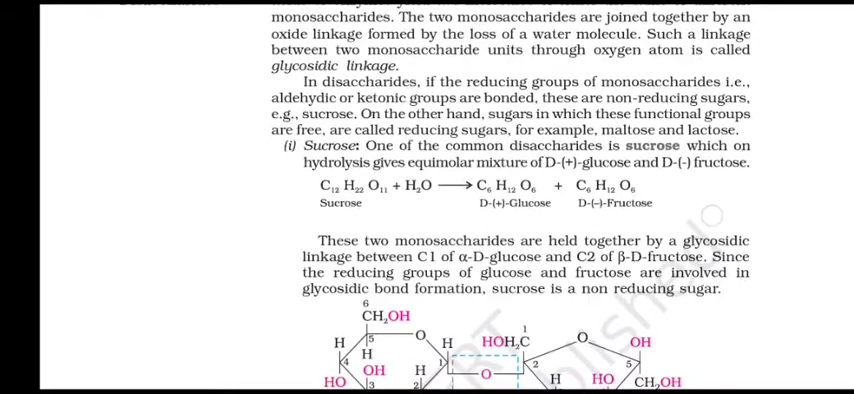 monosaccharides. The two monosaccharides are joined together by an
oxide linkage formed by the loss of a water molecule. Such a linkage
between two monosaccharide units through oxygen atom is called
glycosidic linkage.
In disaccharides, if the reducing groups of monosaccharides i.e.,
aldehydic or ketonic groups are bonded, these are non-reducing sugars,
e.g., sucrose. On the other hand, sugars in which these functional groups
are free, are called reducing sugars, for example, maltose and lactose.
(i) Sucrose: One of the common disaccharides is sucrose which on
hydrolysis gives equimolar mixture of D-(+)-glucose and D-(-) fructose.
C₁₂ H₂₂ O₁₁ + H₂O ⟶ C₆ H₁₂ O₆ + C₆ H₁₂ O₆
Sucrose D-(+)-Glucose D-(–)-Fructose
These two monosaccharides are held together by a glycosidic
linkage between C1 of α-D-glucose and C2 of β-D-fructose. Since
the reducing groups of glucose and fructose are involved in
glycosidic bond formation, sucrose is a non reducing sugar.
6
CH₂OH
H 5 O H HOH₂C 1 O OH
4 H 1 2 5
OH H O
HO 3 2 H HO CH₂OH